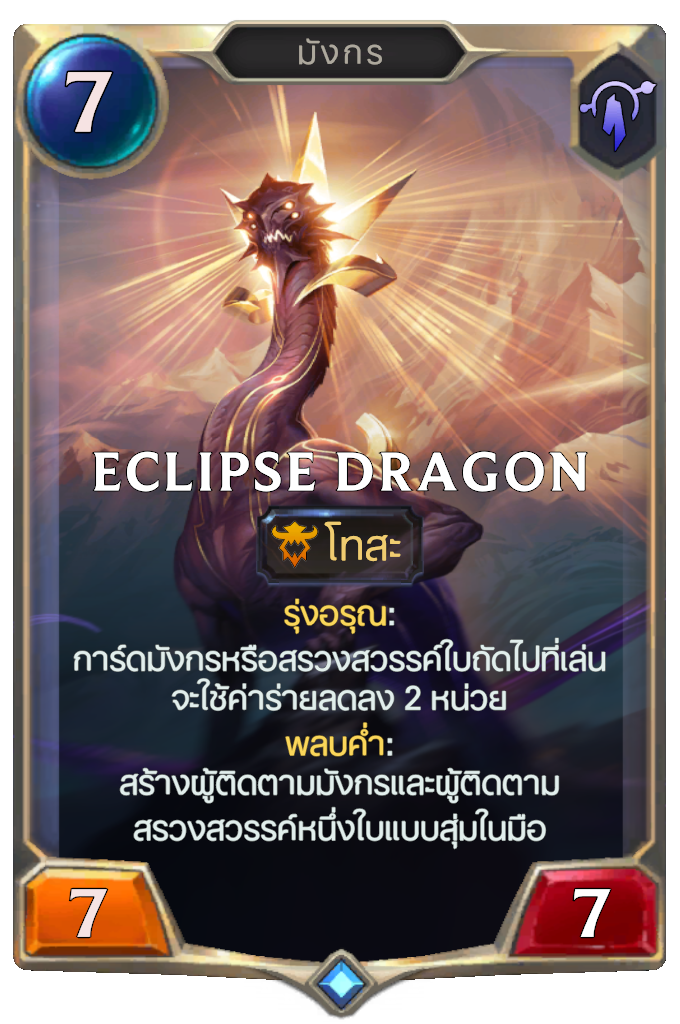 มังกร
7
ECLIPSE DRAGON
โทสะ
รุ่งอรุณ:
การ์ดมังกรหรือสรวงสวรรค์ใบถัดไปที่เล่น
จะใช้ค่าร่ายลดลง 2 หน่วย
พลบค่ำ:
สร้างผู้ติดตามมังกรและผู้ติดตาม
สรวงสวรรค์หนึ่งใบแบบสุ่มในมือ
7
7